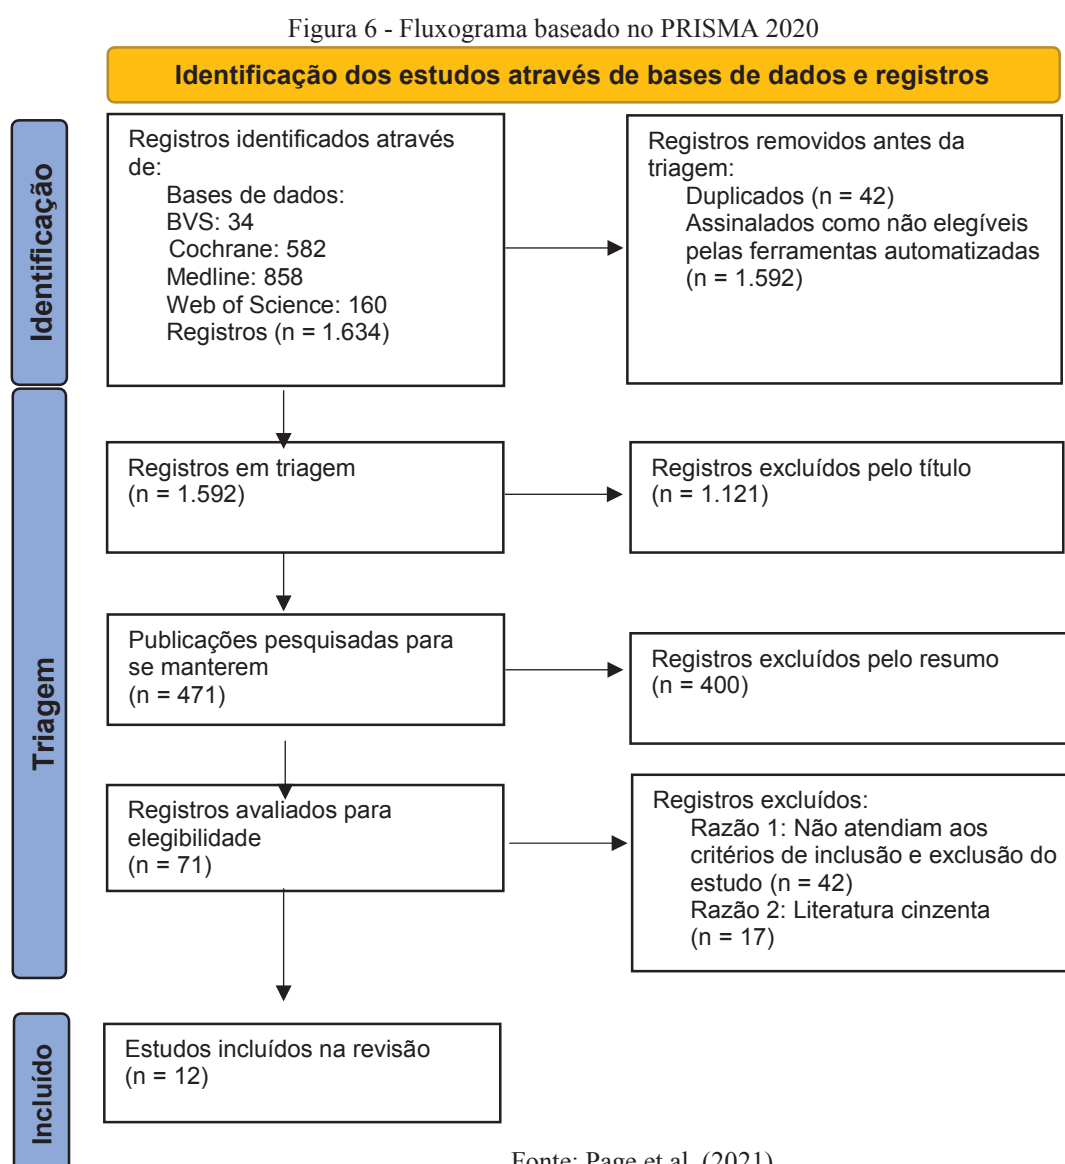 Figura 6 - Fluxograma baseado no PRISMA 2020
Identificação dos estudos através de bases de dados e registros
Identificação
Registros identificados através
de:
Bases de dados:
BVS: 34
Cochrane: 582
Medline: 858
Web of Science: 160
Registros (n = 1.634)
Registros removidos antes da
triagem:
Duplicados (n = 42)
Assinalados como não elegíveis
pelas ferramentas automatizadas
(n = 1.592)
Triagem
Registros em triagem
(n = 1.592)
Registros excluídos pelo título
(n = 1.121)
Publicações pesquisadas para
se manterem
(n = 471)
Registros excluídos pelo resumo
(n = 400)
Registros avaliados para
elegibilidade
(n = 71)
Registros excluídos:
Razão 1: Não atendiam aos
critérios de inclusão e exclusão do
estudo (n = 42)
Razão 2: Literatura cinzenta
(n = 17)
Incluído
Estudos incluídos na revisão
(n = 12)
Fonte: Page et al. (2021)